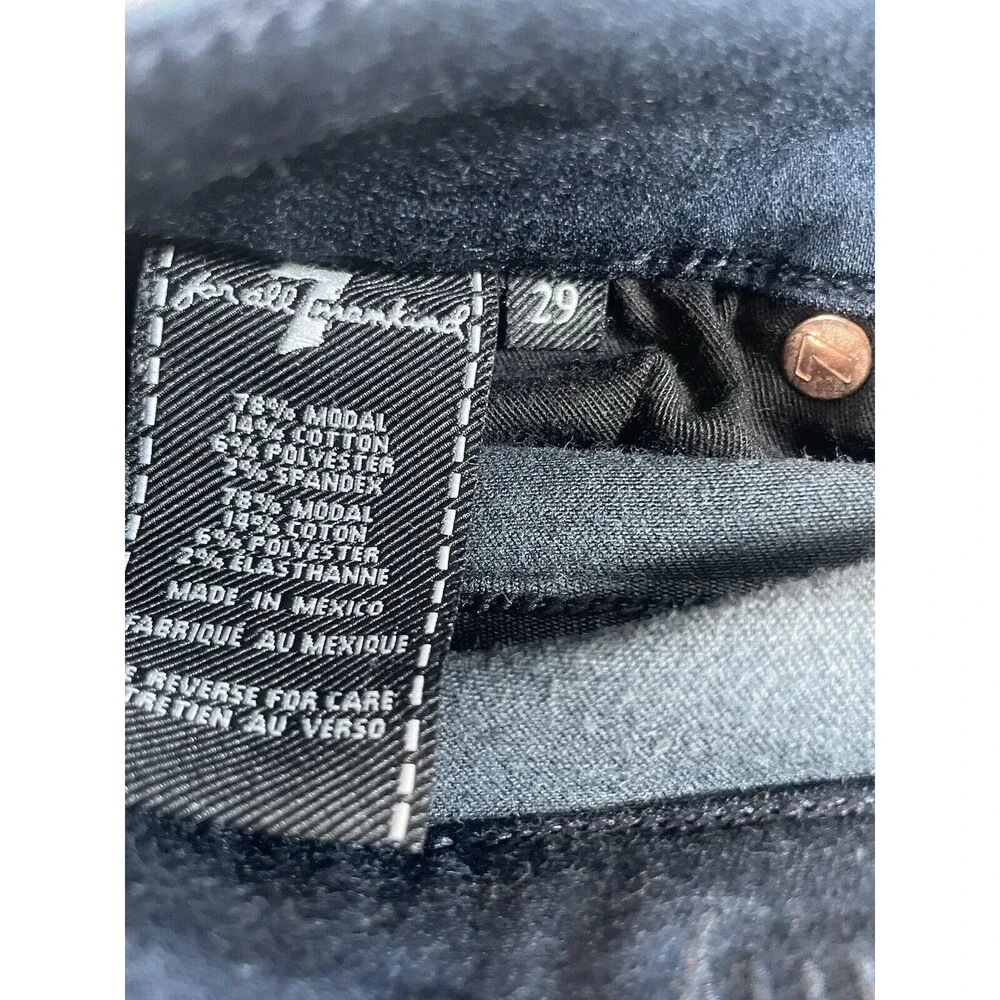 for all 7 mankind
29
7
78% MODAL
14% COTTON
6% POLYESTER
2% SPANDEX
78% MODAL
14% COTON
6% POLYESTER
2% ELASTHANNE
MADE IN MEXICO
FABRIQUÉ AU MEXIQUE
REVERSE FOR CARE
AU VERSO